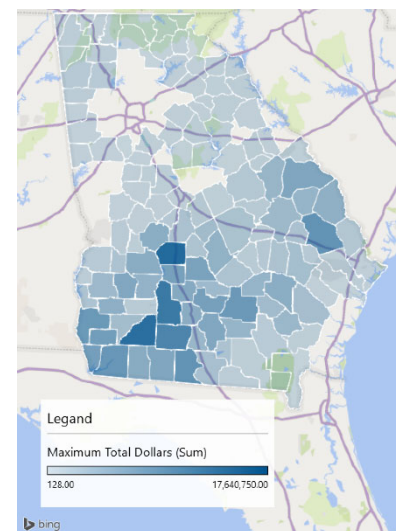 Legand
Maximum Total Dollars (Sum)
128.00 17,640,750.00
bing